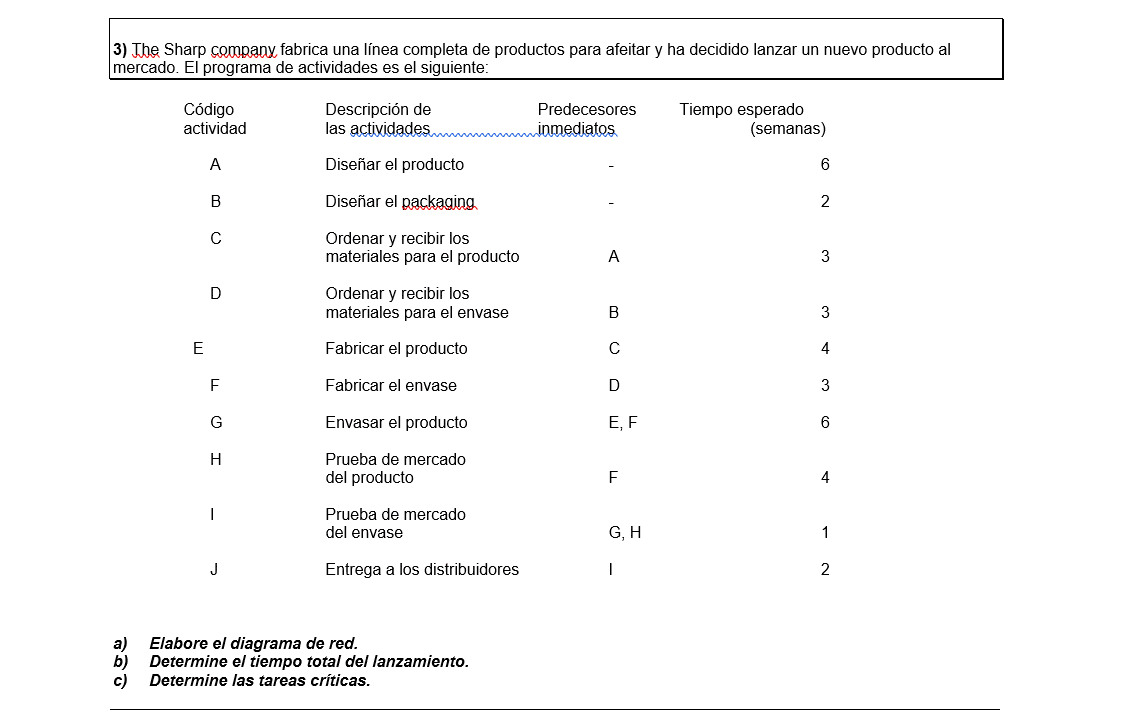 3) The Sharp company fabrica una línea completa de productos para afeitar y ha decidido lanzar un nuevo producto al
mercado. El programa de actividades es el siguiente:
Código Descripción de Predecesores Tiempo esperado
actividad las actividades inmediatos (semanas)
A Diseñar el producto - 6
B Diseñar el packaging - 2
C Ordenar y recibir los
materiales para el producto A 3
D Ordenar y recibir los
materiales para el envase B 3
E Fabricar el producto C 4
F Fabricar el envase D 3
G Envasar el producto E, F 6
H Prueba de mercado
del producto F 4
I Prueba de mercado
del envase G, H 1
J Entrega a los distribuidores I 2
a) Elabore el diagrama de red.
b) Determine el tiempo total del lanzamiento.
c) Determine las tareas críticas.